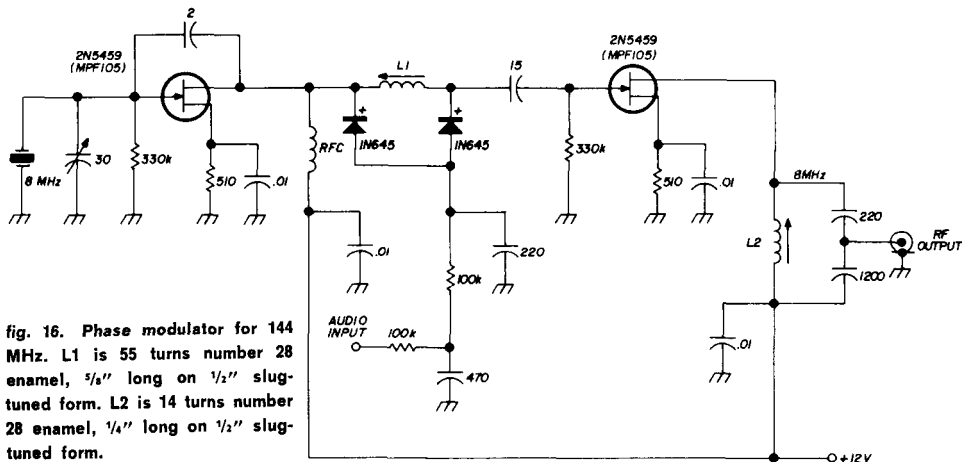 2
2N5459
(MPF105)
L1
15
2N5459
(MPF105)
8 MHz
30
330k
510
.01
RFC
1N645
1N645
330k
510
.01
8MHz
220
L2
RF
OUTPUT
1200
.01
220
100k
AUDIO
INPUT
100k
470
.01
+12V
fig. 16. Phase modulator for 144
MHz. L1 is 55 turns number 28
enamel, 5/8" long on 1/2" slug-
tuned form. L2 is 14 turns number
28 enamel, 1/4" long on 1/2" slug-
tuned form.